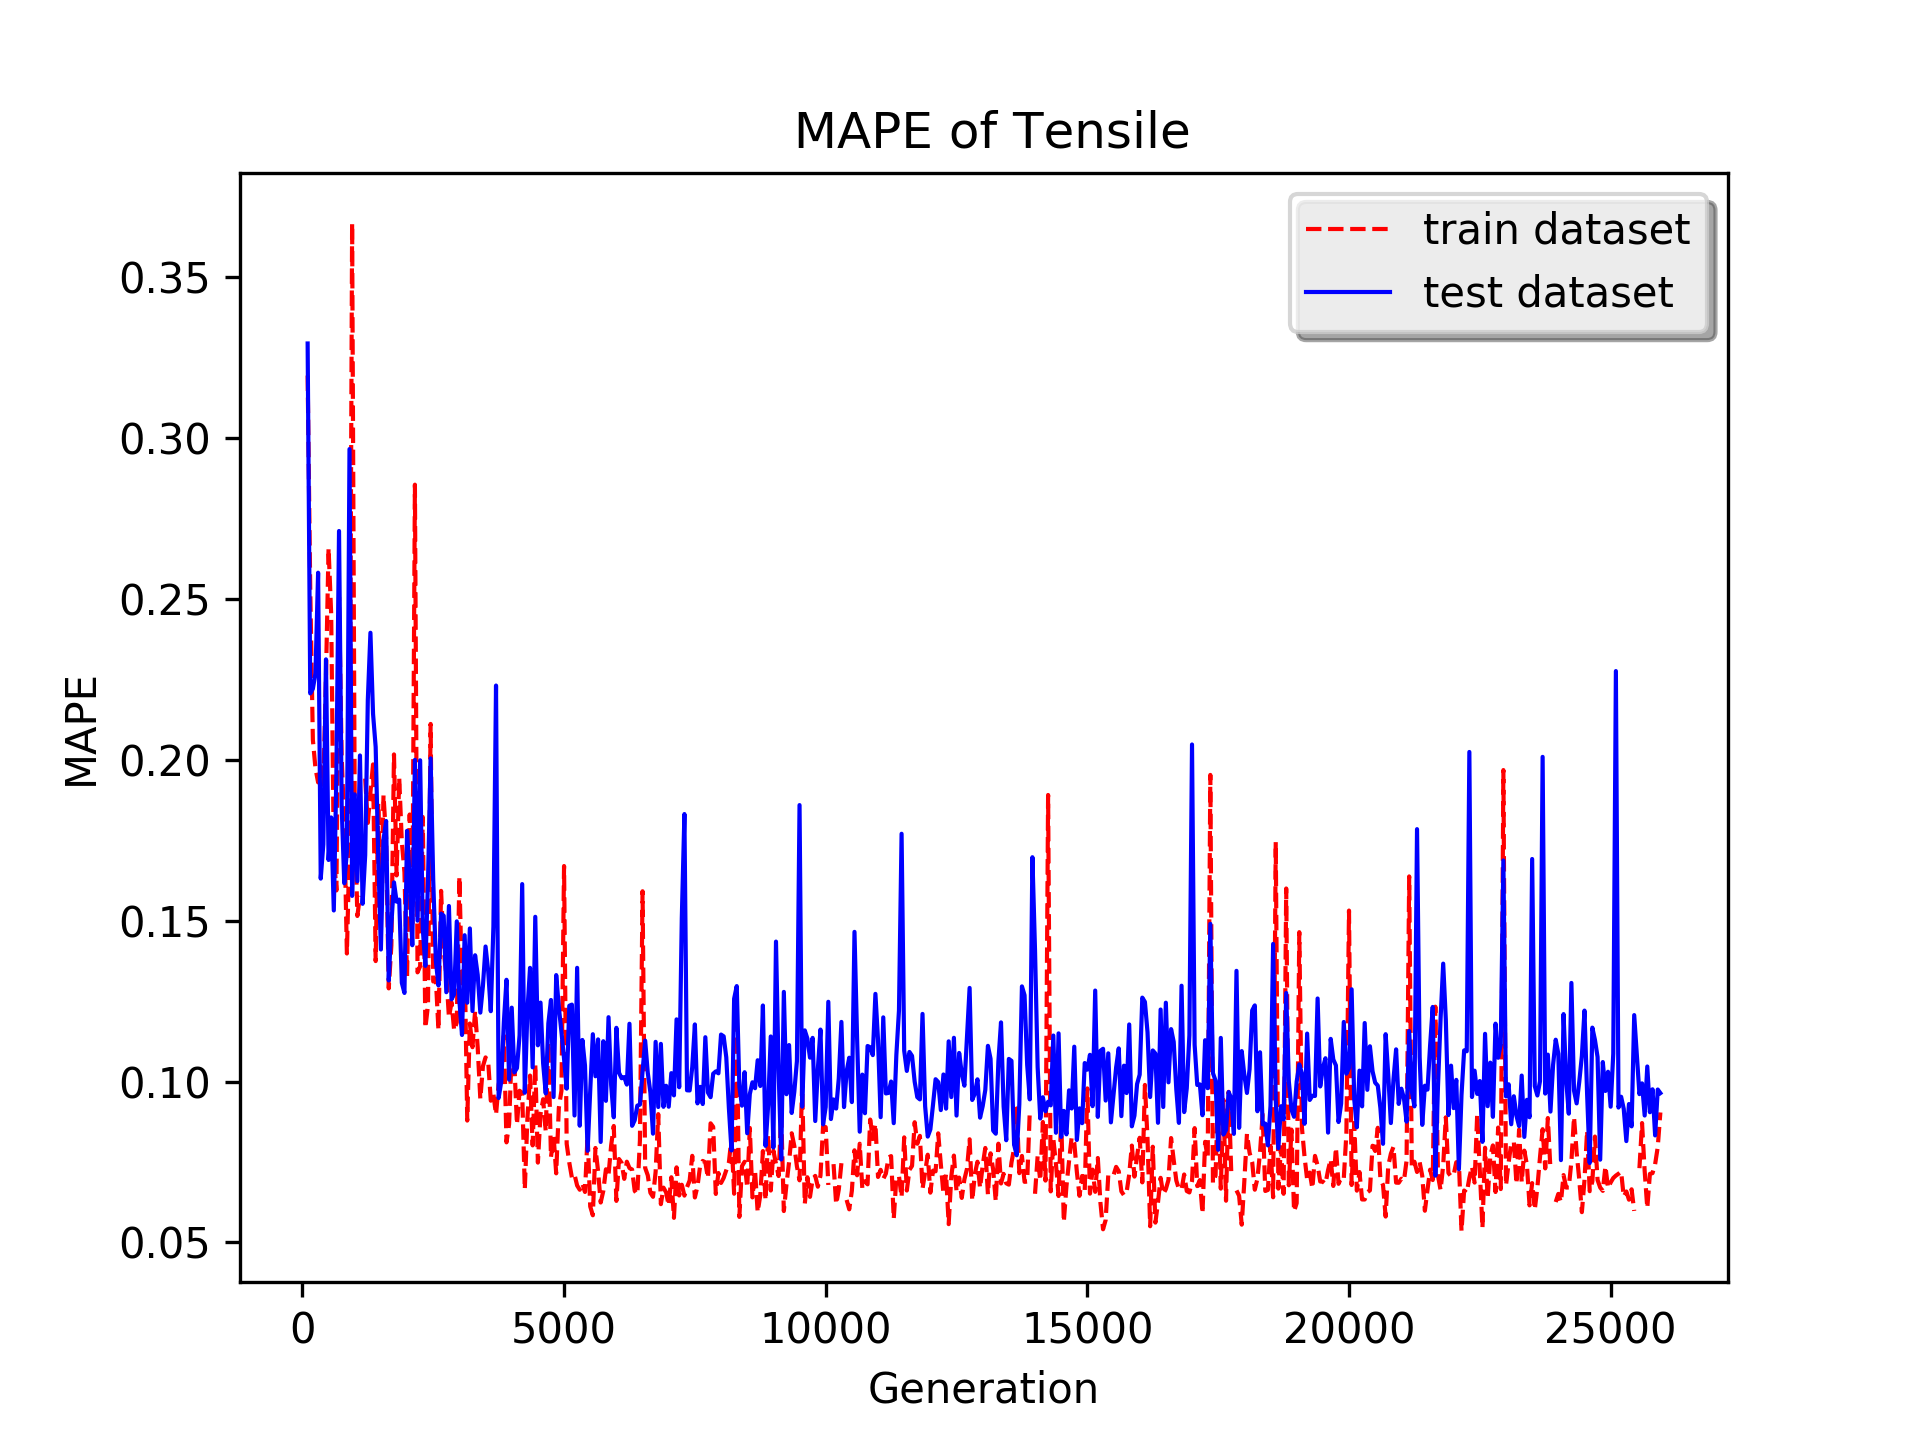 MAPE of Tensile
train dataset
test dataset
0.35
0.30
0.25
0.20
0.15
0.10
0.05
MAPE
0 5000 10000 15000 20000 25000
Generation